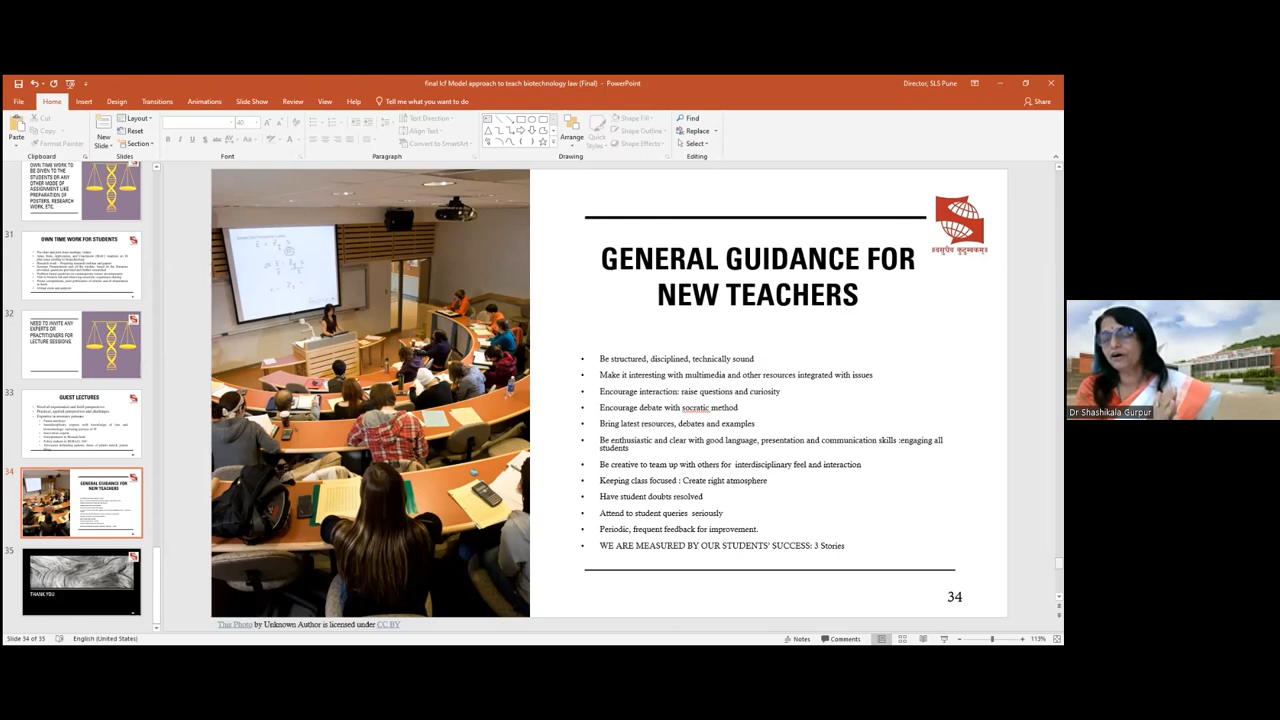 final lcf Model approach to teach biotechnology law (Final) - PowerPoint
Director, SLS Pune
File Home Insert Design Transitions Animations Slide Show Review View Help Tell me what you want to do
Share
Paste
Cut
Copy
Format Painter
Clipboard
New
Slide
Layout
Reset
Section
Slides
40
Font
Text Direction
Align Text
Convert to SmartArt
Paragraph
Arrange
Quick
Styles
Shape Fill
Shape Outline
Shape Effects
Drawing
Find
Replace
Select
Editing
OWN TIME WORK TO
BE GIVEN TO THE
STUDENTS OR ANY
OTHER MODE OF
ASSIGNMENT LIKE
PREPARATION OF
POSTERS, RESEARCH
WORK, ETC.
31
OWN TIME WORK FOR STUDENTS
32
NEED TO INVITE ANY
EXPERTS OR
PRACTITIONERS FOR
LECTURE SESSIONS.
33
GUEST LECTURES
34
GENERAL GUIDANCE FOR
NEW TEACHERS
35
THANK YOU
वसुधैव कुटुम्बकम्
GENERAL GUIDANCE FOR
NEW TEACHERS
• Be structured, disciplined, technically sound
• Make it interesting with multimedia and other resources integrated with issues
• Encourage interaction: raise questions and curiosity
• Encourage debate with socratic method
• Bring latest resources, debates and examples
• Be enthusiastic and clear with good language, presentation and communication skills :engaging all
students
• Be creative to team up with others for interdisciplinary feel and interaction
• Keeping class focused : Create right atmosphere
• Have student doubts resolved
• Attend to student queries seriously
• Periodic, frequent feedback for improvement.
• WE ARE MEASURED BY OUR STUDENTS' SUCCESS: 3 Stories
34
This Photo by Unknown Author is licensed under CC BY
Dr Shashikala Gurpur
Slide 34 of 35
English (United States)
Notes
Comments
113%